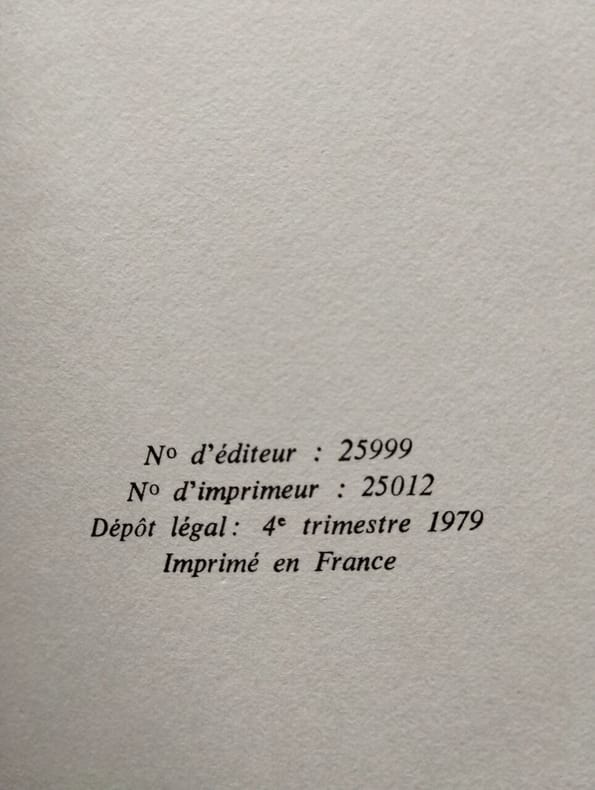 Nº d'éditeur : 25999
Nº d'imprimeur : 25012
Dépôt légal : 4ᵉ trimestre 1979
Imprimé en France